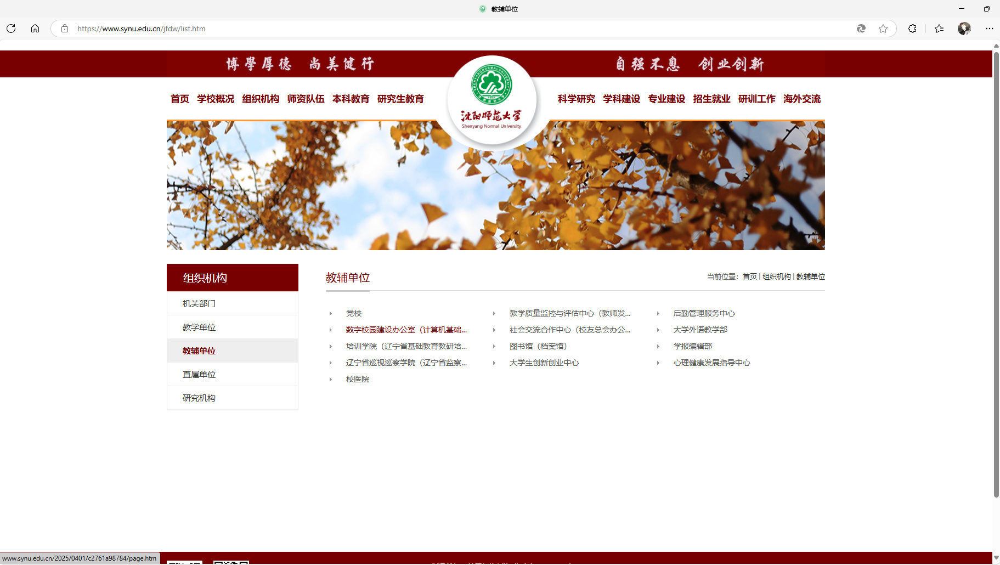 教辅单位
https://www.synu.edu.cn/jfdw/list.htm
博學厚德 尚美健行
自强不息 创业创新
沈阳师范大学
Shenyang Normal University
首页 学校概况 组织机构 师资队伍 本科教育 研究生教育
科学研究 学科建设 专业建设 招生就业 研训工作 海外交流
组织机构
机关部门
教学单位
教辅单位
直属单位
研究机构
教辅单位
当前位置：首页 | 组织机构 | 教辅单位
党校
教学质量监控与评估中心（教师发...
后勤管理服务中心
数字校园建设办公室（计算机基础...
社会交流合作中心（校友总会办公...
大学外语教学部
培训学院（辽宁省基础教育教研培...
图书馆（档案馆）
学报编辑部
辽宁省巡视巡察学院（辽宁省监察...
大学生创新创业中心
心理健康发展指导中心
校医院
www.synu.edu.cn/2025/0401/c2761a98784/page.htm